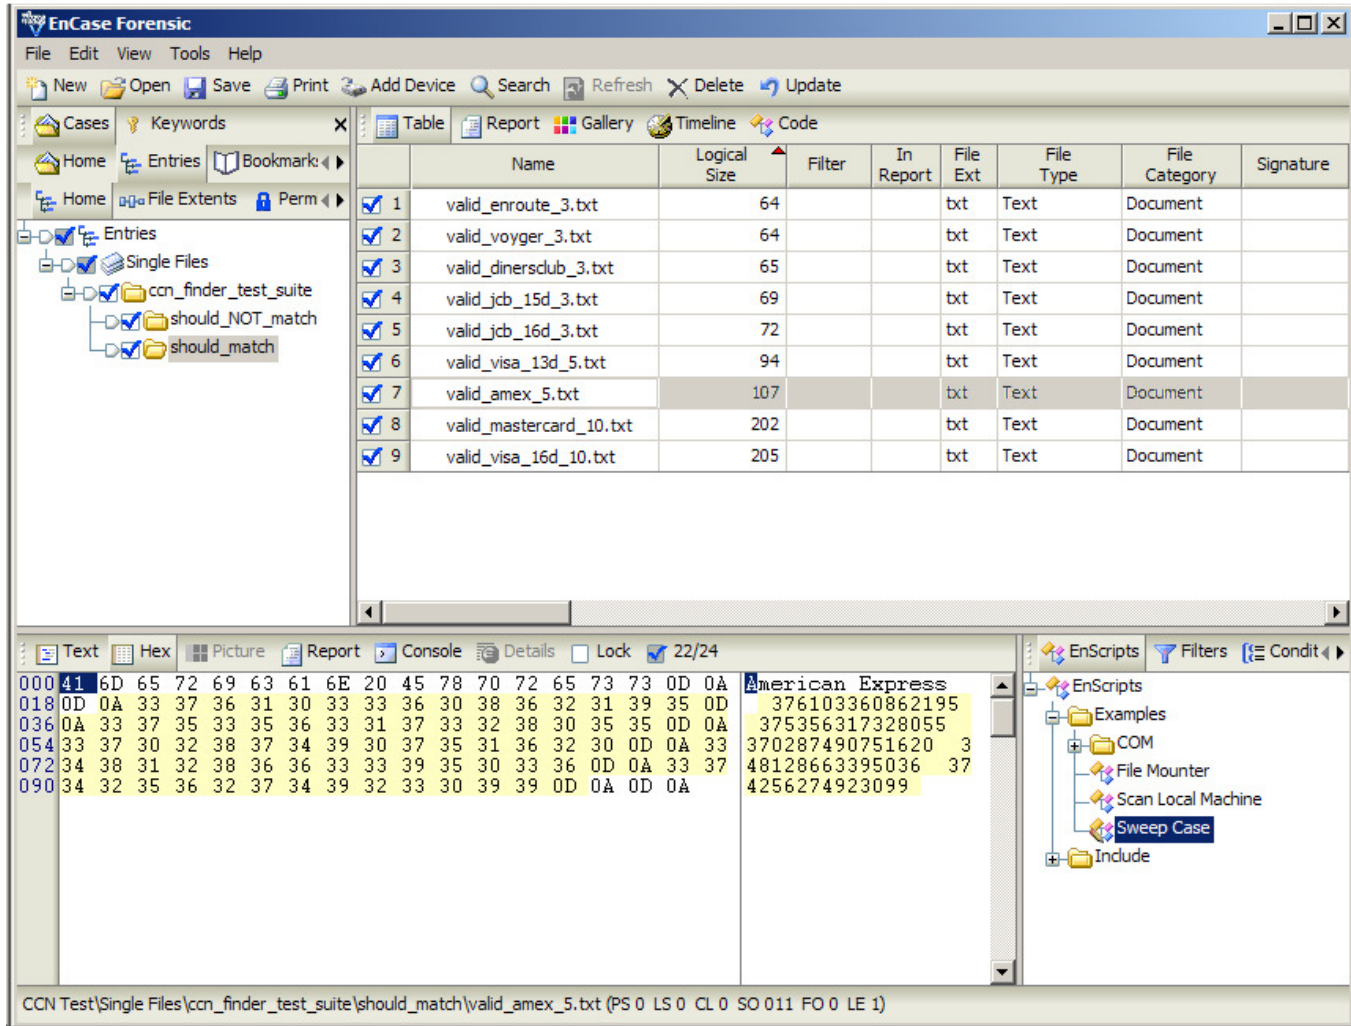 EnCase Forensic
File Edit View Tools Help
New Open Save Print Add Device Search Refresh Delete Update
Cases Keywords
Home Entries Bookmark
Home File Extents Perm
Entries
Single Files
ccn_finder_test_suite
should_NOT_match
should_match
Table Report Gallery Timeline Code
Name Logical Size Filter In Report File Ext File Type File Category Signature
1 valid_enroute_3.txt 64 txt Text Document
2 valid_voyger_3.txt 64 txt Text Document
3 valid_dinersclub_3.txt 65 txt Text Document
4 valid_jcb_15d_3.txt 69 txt Text Document
5 valid_jcb_16d_3.txt 72 txt Text Document
6 valid_visa_13d_5.txt 94 txt Text Document
7 valid_amex_5.txt 107 txt Text Document
8 valid_mastercard_10.txt 202 txt Text Document
9 valid_visa_16d_10.txt 205 txt Text Document
Text Hex Picture Report Console Details Lock 22/24
000 41 6D 65 72 69 63 61 6E 20 45 78 70 72 65 73 73 0D 0A American Express
018 0D 0A 33 37 36 31 30 33 33 36 30 38 36 32 31 39 35 0D 376103360862195
036 0A 33 37 35 33 35 36 33 31 37 33 32 38 30 35 35 0D 0A 375356317328055
054 33 37 30 32 38 37 34 39 30 37 35 31 36 32 30 0D 0A 33 370287490751620 3
072 34 38 31 32 38 36 36 33 33 39 35 30 33 36 0D 0A 33 37 48128663395036 37
090 34 32 35 36 32 37 34 39 32 33 30 39 39 0D 0A 0D 0A 4256274923099
EnScripts Filters Condit
EnScripts
Examples
COM
File Mounter
Scan Local Machine
Sweep Case
Include
CCN Test\Single Files\ccn_finder_test_suite\should_match\valid_amex_5.txt (PS 0 LS 0 CL 0 SO 011 FO 0 LE 1)